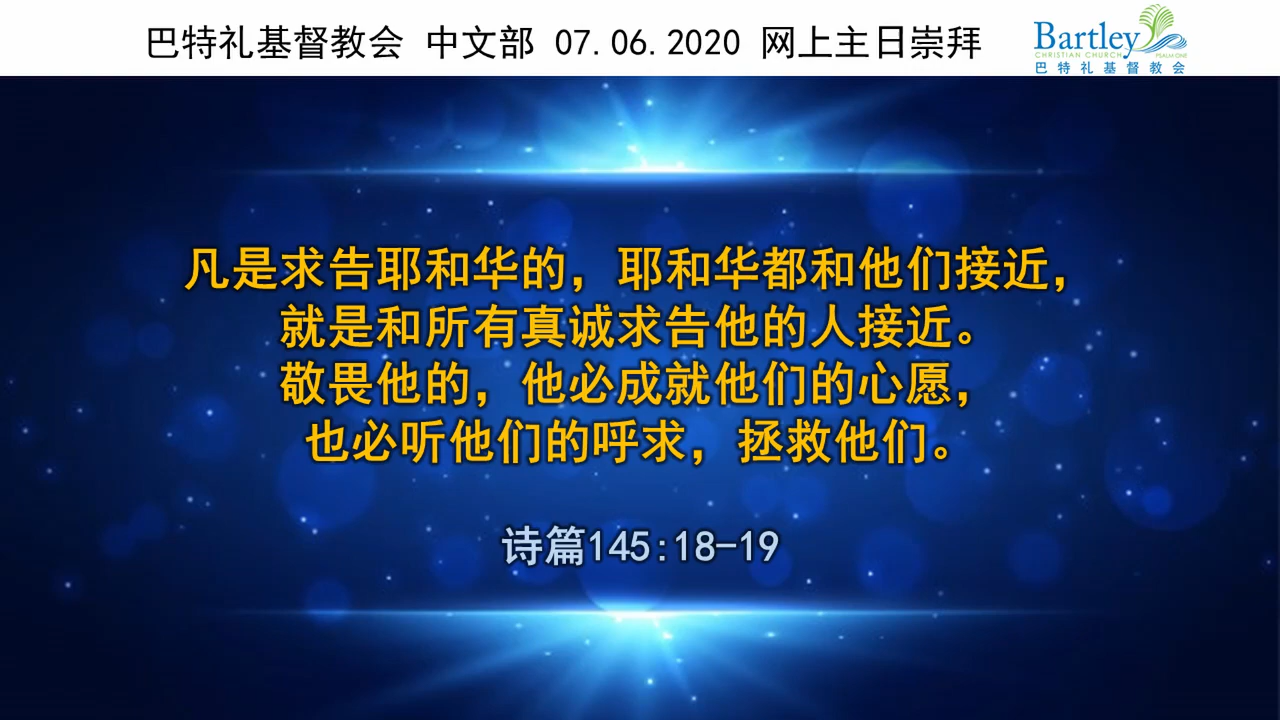 巴特礼基督教会 中文部 07.06.2020 网上主日崇拜
Bartley
CHRISTIAN CHURCH PSALM ONE
巴特礼基督教会
凡是求告耶和华的，耶和华都和他们接近，
就是和所有真诚求告他的人接近。
敬畏他的，他必成就他们的心愿，
也必听他们的呼求，拯救他们。
诗篇145:18-19